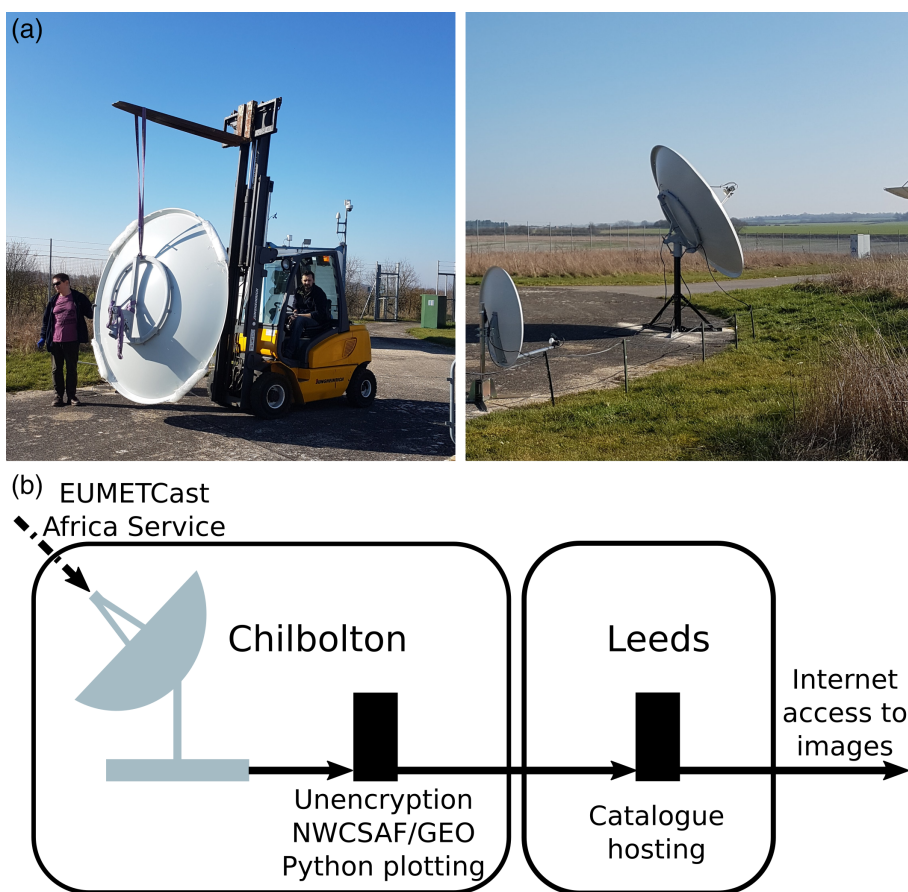 (a)
(b)
EUMETCast
Africa Service
Chilbolton
Unencryption
NWCSAF/GEO
Python plotting
Leeds
Catalogue
hosting
Internet
access to
images